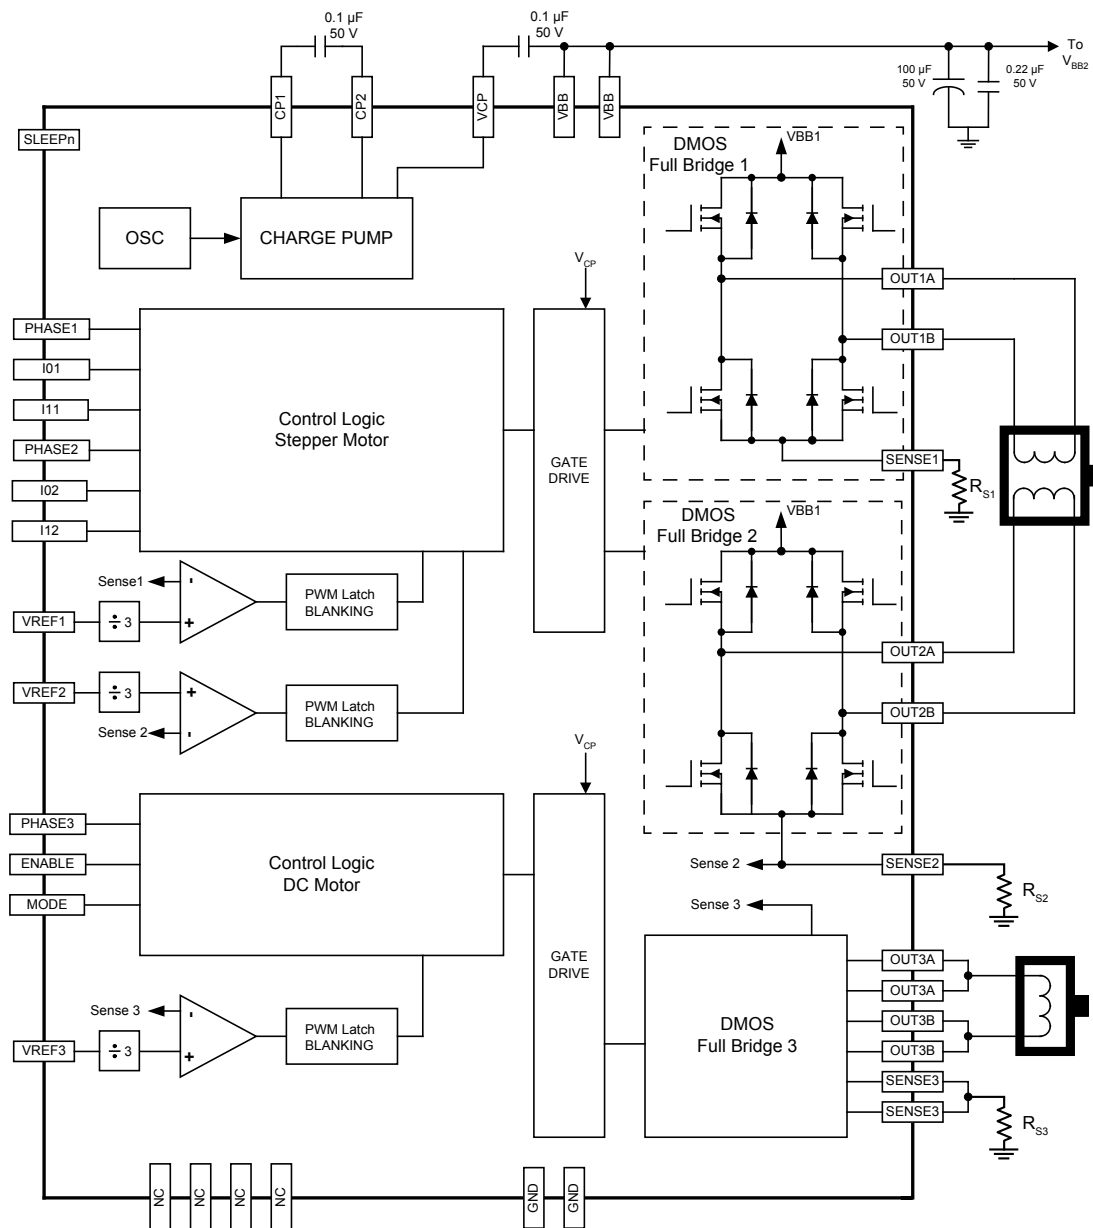 0.1 µF
50 V
0.1 µF
50 V
To
VBB2
100 µF
50 V
0.22 µF
50 V
CP1
CP2
VCP
VBB
VBB
SLEEPn
DMOS
Full Bridge 1
VBB1
OSC
CHARGE PUMP
VCP
OUT1A
PHASE1
I01
I11
PHASE2
I02
I12
Control Logic
Stepper Motor
GATE
DRIVE
OUT1B
SENSE1
RS1
DMOS
Full Bridge 2
VBB1
Sense1
-
+
PWM Latch
BLANKING
VREF1
÷ 3
VREF2
÷ 3
+
-
Sense 2
PWM Latch
BLANKING
OUT2A
OUT2B
VCP
PHASE3
ENABLE
MODE
Control Logic
DC Motor
GATE
DRIVE
Sense 2
SENSE2
RS2
Sense 3
OUT3A
OUT3A
OUT3B
OUT3B
SENSE3
SENSE3
DMOS
Full Bridge 3
RS3
Sense 3
-
+
VREF3
÷ 3
PWM Latch
BLANKING
NC
NC
NC
NC
GND
GND